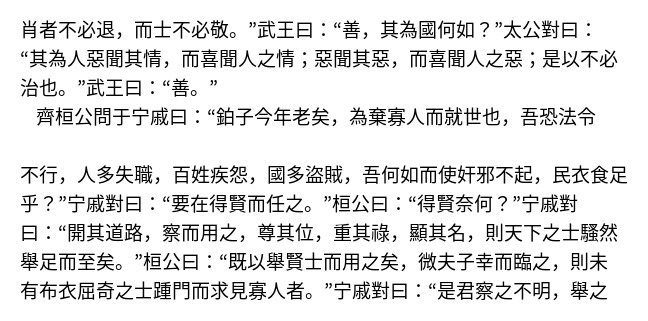 肖者不必退，而士不必敬。”武王曰：“善，其為國何如？”太公對曰：
“其為人惡聞其情，而喜聞人之情；惡聞其惡，而喜聞人之惡；是以不必
治也。”武王曰：“善。”
齊桓公問于宁戚曰：“鉑子今年老矣，為棄寡人而就世也，吾恐法令
不行，人多失職，百姓疾怨，國多盜賊，吾何如而使奸邪不起，民衣食足
乎？”宁戚對曰：“要在得賢而任之。”桓公曰：“得賢奈何？”宁戚對
曰：“開其道路，察而用之，尊其位，重其祿，顯其名，則天下之士騷然
舉足而至矣。”桓公曰：“既以舉賢士而用之矣，微夫子幸而臨之，則未
有布衣屈奇之士踵門而求見寡人者。”宁戚對曰：“是君察之不明，舉之